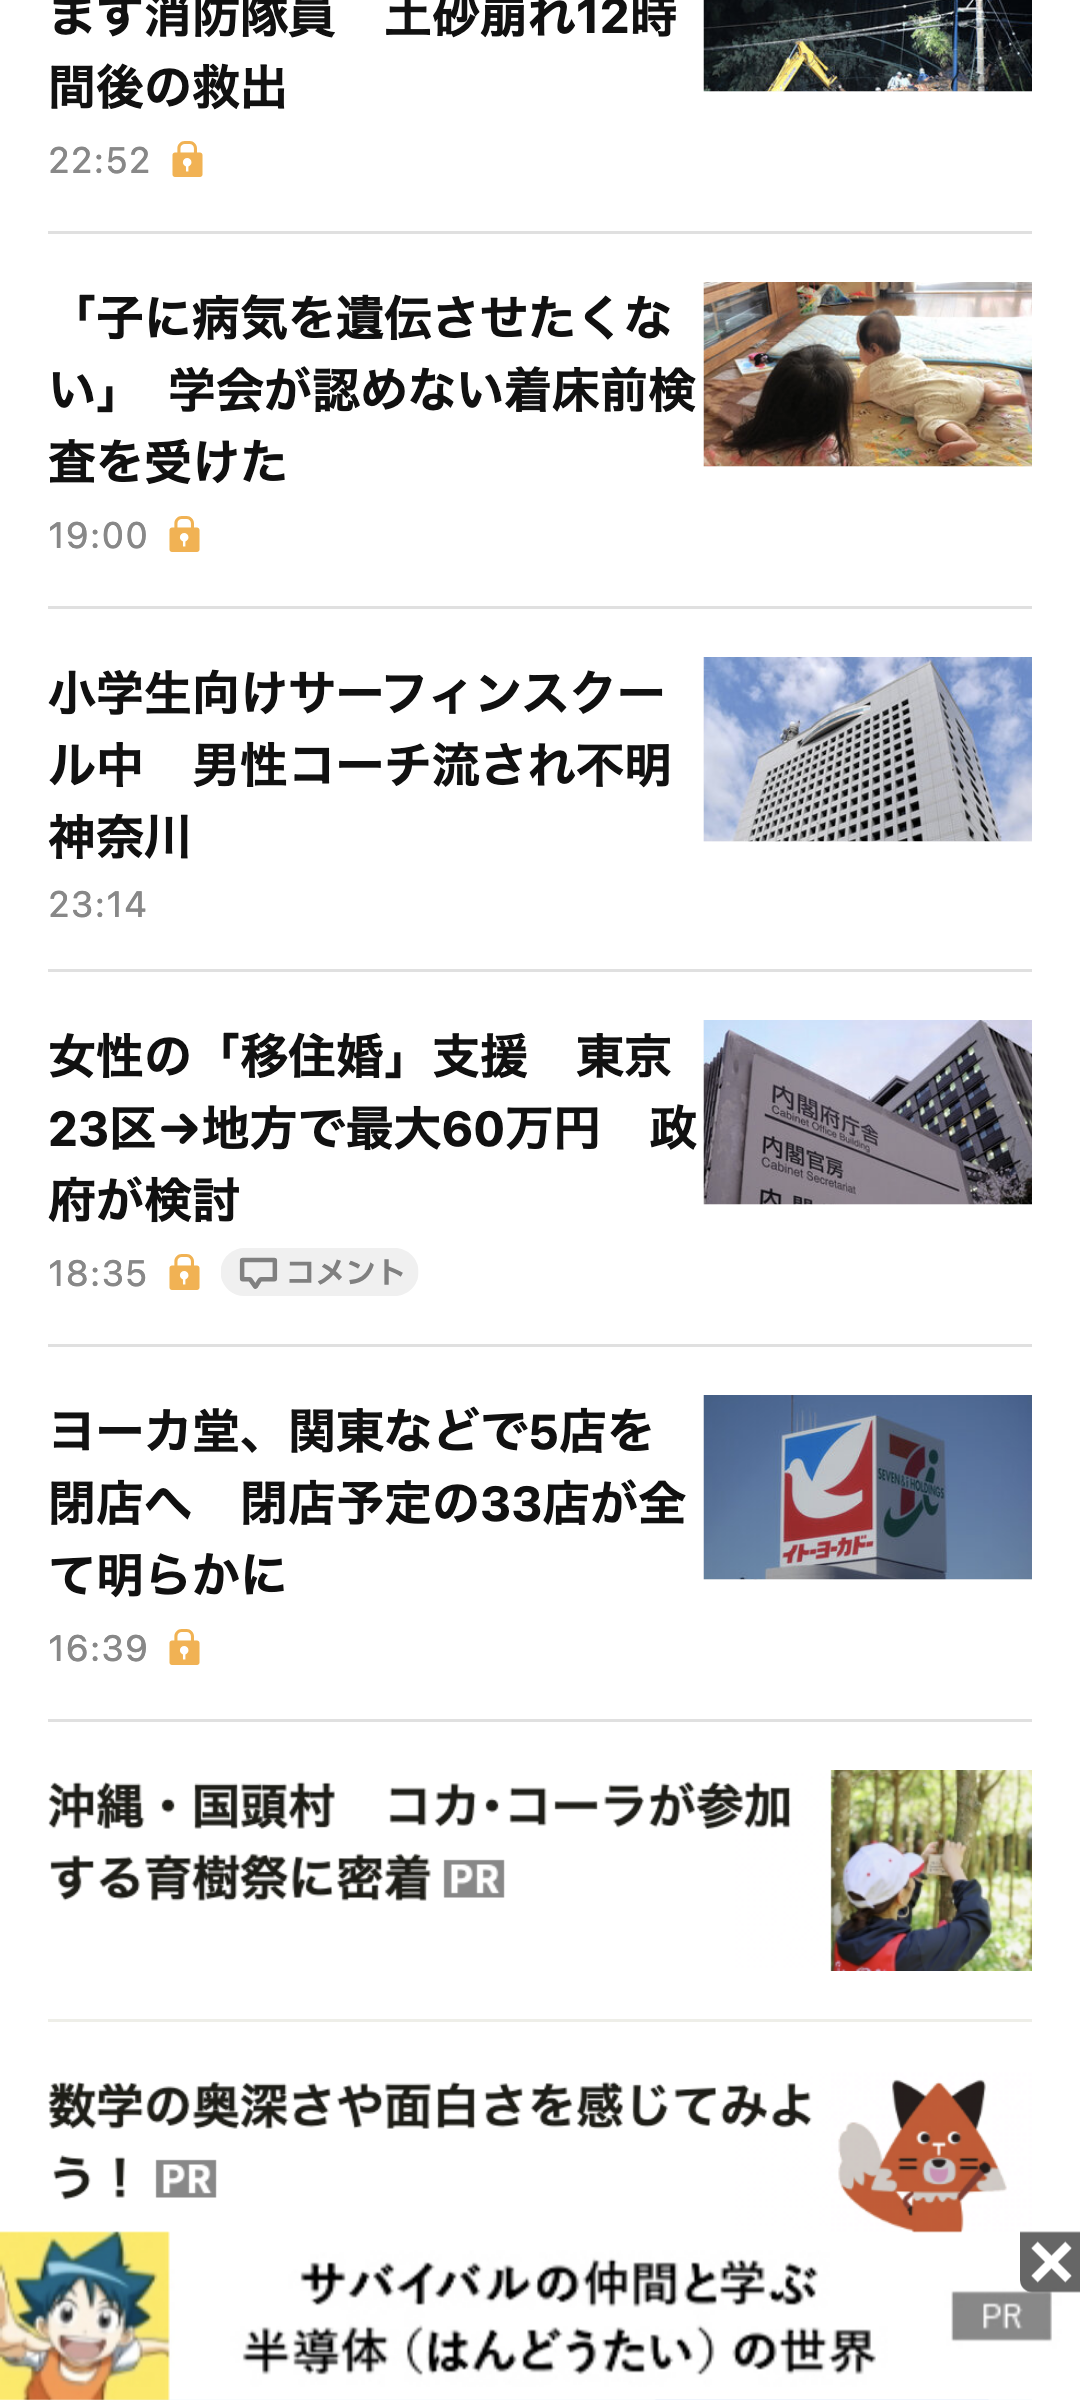 ます消防隊員　土砂崩れ12時
間後の救出
22:52
「子に病気を遺伝させたくな
い」　学会が認めない着床前検
査を受けた
19:00
小学生向けサーフィンスクー
ル中　男性コーチ流され不明
神奈川
23:14
女性の「移住婚」支援　東京
23区→地方で最大60万円　政
府が検討
18:35 コメント
内閣府庁舎
Cabinet Office Building
内閣官房
Cabinet Secretariat
ヨーカ堂、関東などで5店を
閉店へ　閉店予定の33店が全
て明らかに
16:39
イトーヨーカドー
SEVEN&i HOLDINGS
沖縄・国頭村　コカ・コーラが参加
する育樹祭に密着 PR
数学の奥深さや面白さを感じてみよ
う！ PR
サバイバルの仲間と学ぶ
半導体（はんどうたい）の世界
PR